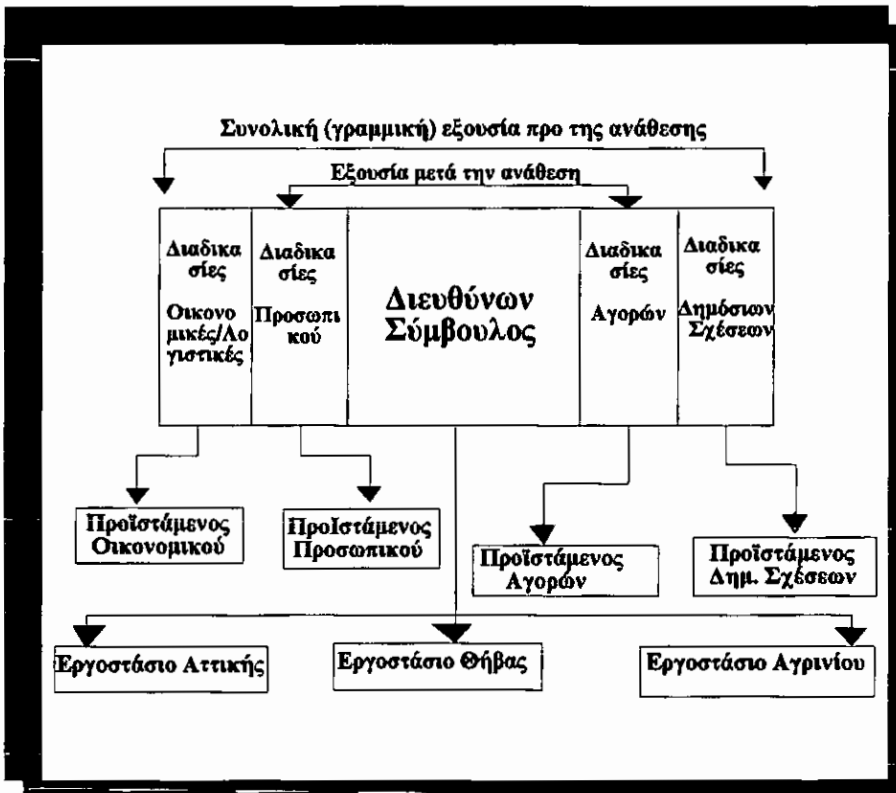 Συνολική (γραμμική) εξουσία προ της ανάθεσης
Εξουσία μετά την ανάθεση
Διαδικα
σίες
Οικονο
μικές/Λο
γιστικές
Διαδικα
σίες
Προσωπι
κού
Διευθύνων
Σύμβουλος
Διαδικα
σίες
Αγορών
Διαδικα
σίες
Δημόσιων
Σχέσεων
Προϊστάμενος
Οικονομικού
ΠροΙστάμενος
Προσωπικού
Προϊστάμενος
Αγορών
Προϊστάμενος
Δημ. Σχέσεων
Εργοστάσιο Αττικής
Εργοστάσιο Θήβας
Εργοστάσιο Αγρινίου